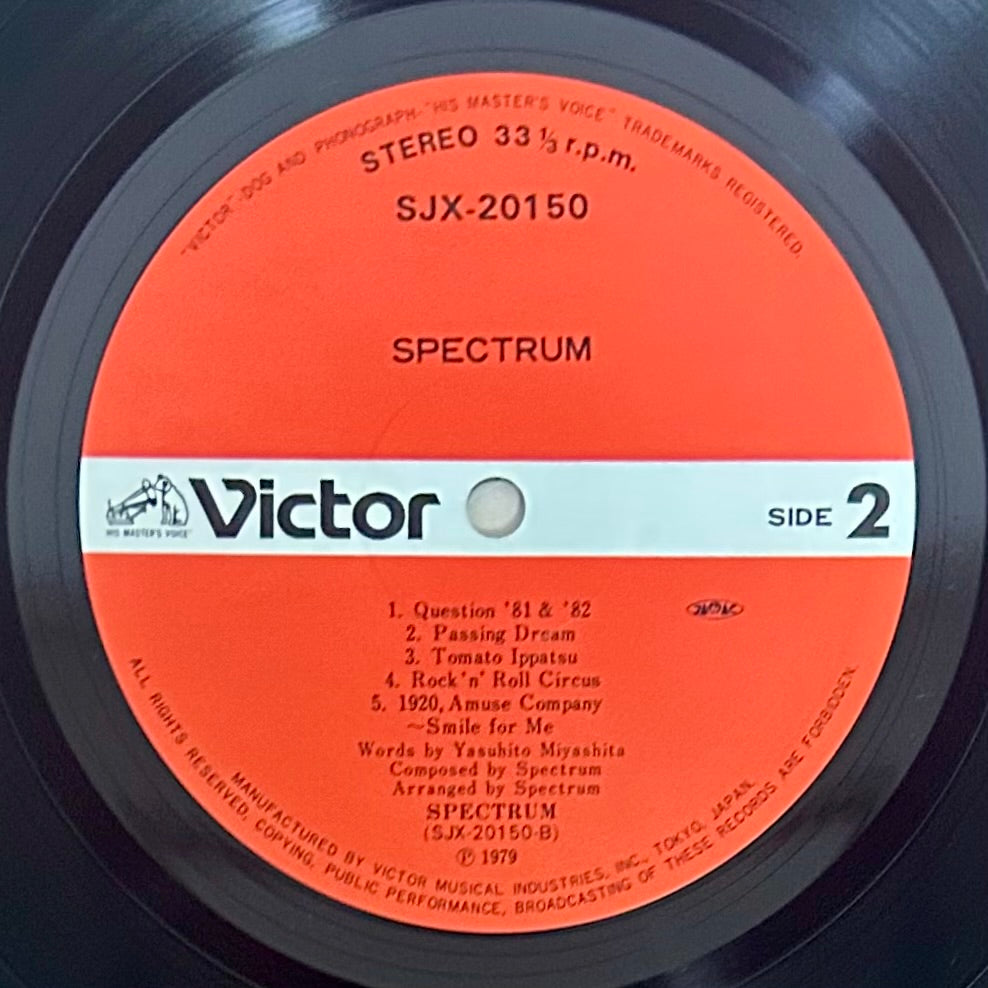 "VICTOR"-DOG AND PHONOGRAPH-"HIS MASTER'S VOICE" TRADEMARKS REGISTERED.
STEREO 33 ⅓ r.p.m.
SJX-20150
SPECTRUM
"HIS MASTER'S VOICE"
Victor
SIDE 2
1. Question '81 & '82
2. Passing Dream
3. Tomato Ippatsu
4. Rock'n' Roll Circus
5. 1920, Amuse Company
~Smile for Me
Words by Yasuhito Miyashita
Composed by Spectrum
Arranged by Spectrum
SPECTRUM
(SJX-20150-B)
Ⓟ 1979
MANUFACTURED BY VICTOR MUSICAL INDUSTRIES, INC., TOKYO, JAPAN.
ALL RIGHTS RESERVED. COPYING, PUBLIC PERFORMANCE, BROADCASTING OF THESE RECORDS ARE FORBIDDEN.